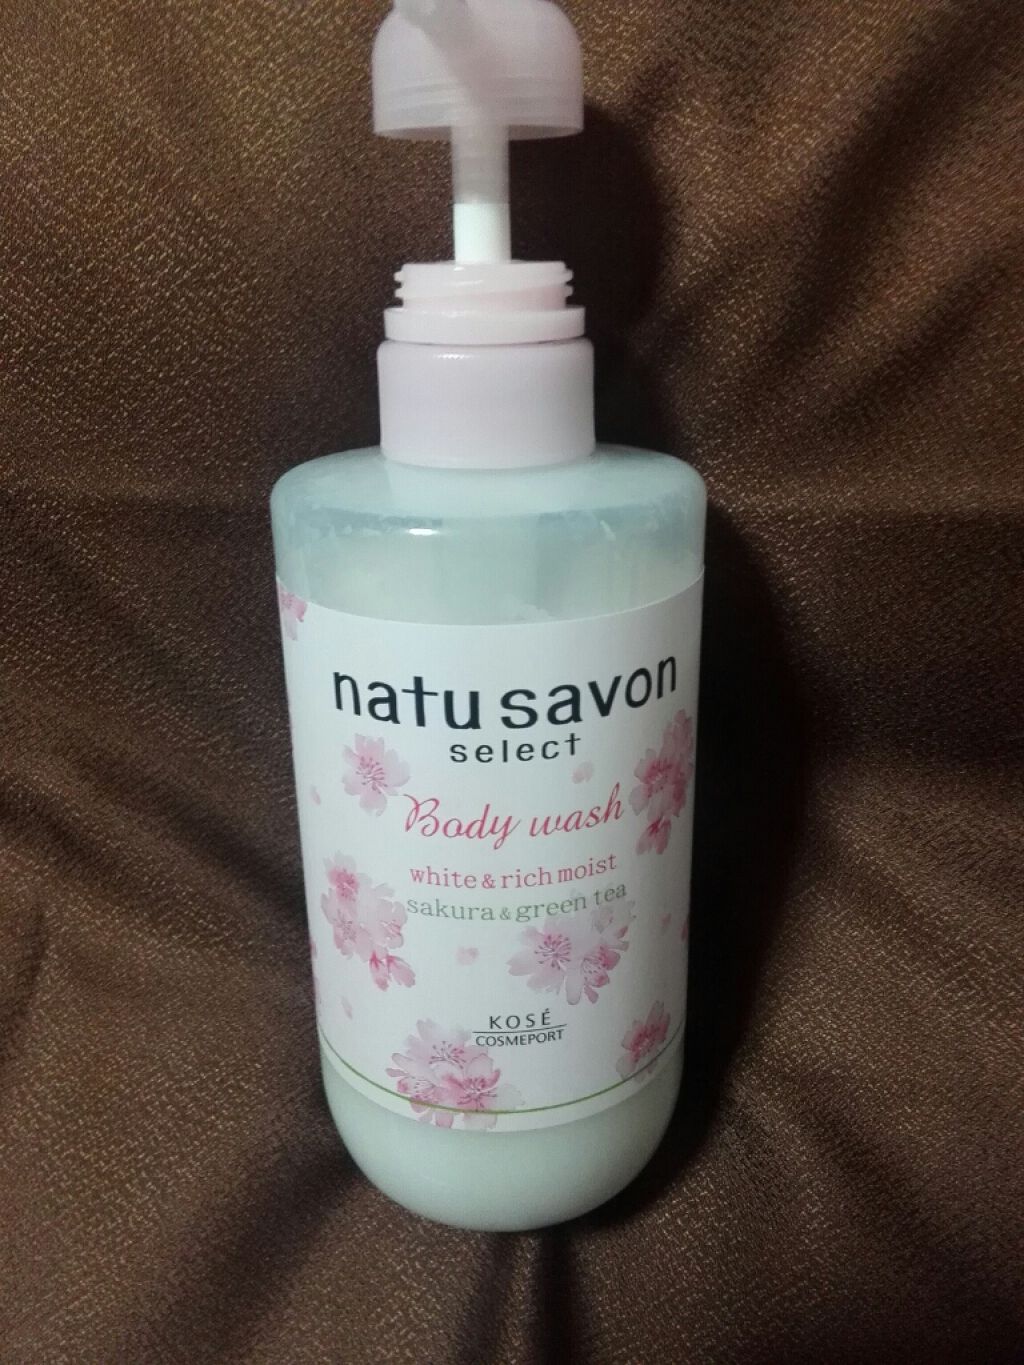 natu savon
select
Body wash
white & rich moist
sakura & green tea
KOSÉ
COSMEPORT